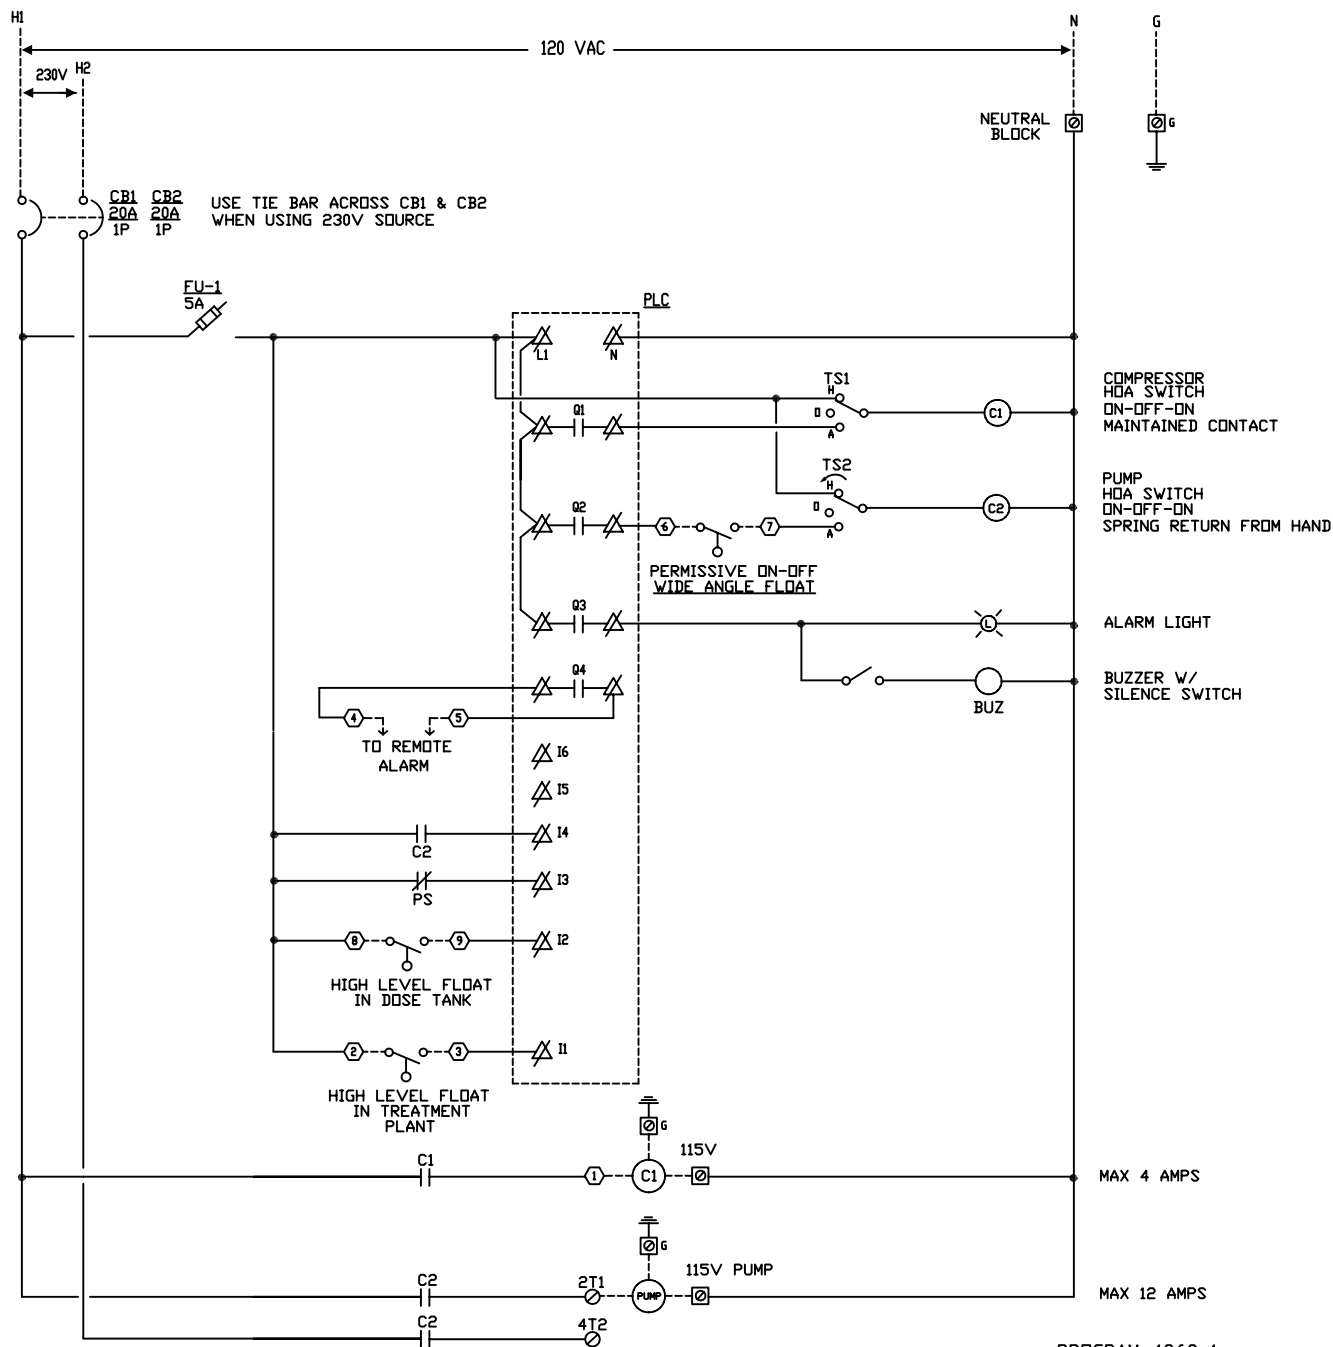 H1
N
G
120 VAC
230V
H2
NEUTRAL
BLOCK
G
CB1 CB2
20A 20A
1P 1P
USE TIE BAR ACROSS CB1 & CB2
WHEN USING 230V SOURCE
FU-1
5A
PLC
L1
N
COMPRESSOR
HOA SWITCH
ON-OFF-ON
MAINTAINED CONTACT
TS1
H
O
A
Q1
C1
PUMP
HOA SWITCH
ON-OFF-ON
SPRING RETURN FROM HAND
TS2
H
O
A
Q2
6
7
C2
PERMISSIVE ON-OFF
WIDE ANGLE FLOAT
Q3
L
ALARM LIGHT
Q4
BUZZER W/
SILENCE SWITCH
BUZ
4
5
TO REMOTE
ALARM
I6
I5
I4
C2
I3
PS
8
9
I2
HIGH LEVEL FLOAT
IN DOSE TANK
2
3
I1
HIGH LEVEL FLOAT
IN TREATMENT
PLANT
G
115V
C1
1
C1
MAX 4 AMPS
G
115V PUMP
C2
2T1
PUMP
MAX 12 AMPS
C2
4T2